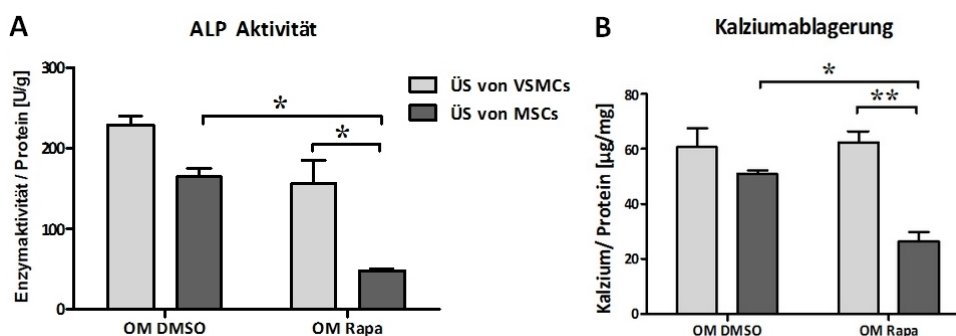 A
ALP Aktivität
Enzymaktivität / Protein [U/g]
300
200
100
0
*
*
OM DMSO
OM Rapa
ÜS von VSMCs
ÜS von MSCs
B
Kalziumablagerung
Kalzium/ Protein [µg/mg]
80
60
40
20
0
*
**
OM DMSO
OM Rapa